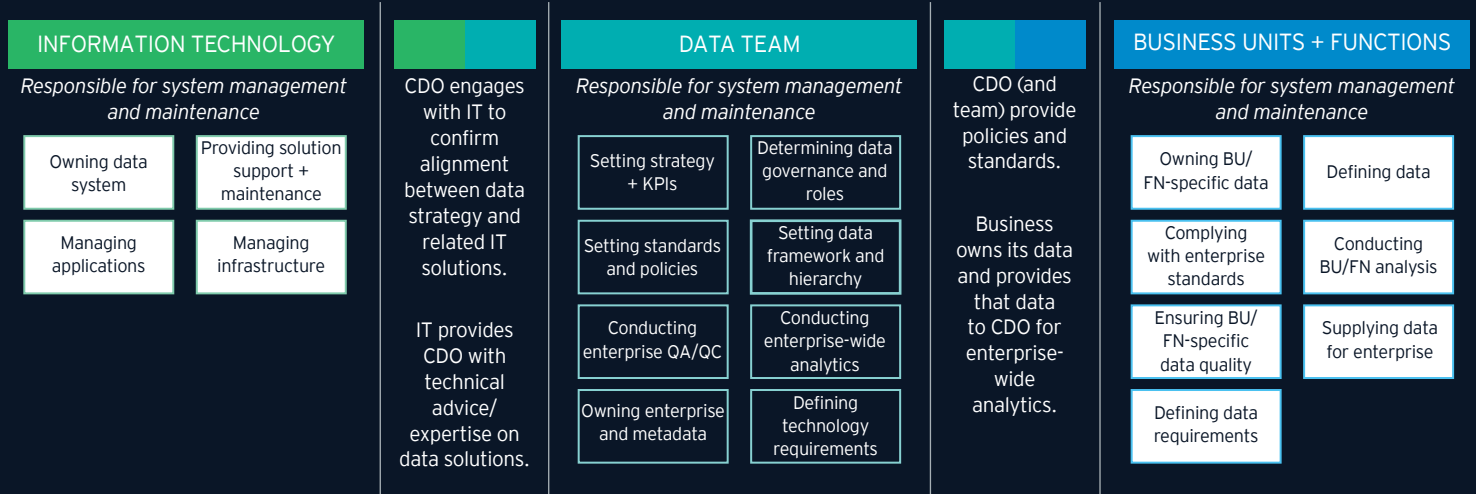 INFORMATION TECHNOLOGY
Responsible for system management
and maintenance
Owning data
system
Providing solution
support +
maintenance
Managing
applications
Managing
infrastructure
CDO engages
with IT to
confirm
alignment
between data
strategy and
related IT
solutions.
IT provides
CDO with
technical
advice/
expertise on
data solutions.
DATA TEAM
Responsible for system management
and maintenance
Setting strategy
+ KPIs
Determining data
governance and
roles
Setting standards
and policies
Setting data
framework and
hierarchy
Conducting
enterprise QA/QC
Conducting
enterprise-wide
analytics
Owning enterprise
and metadata
Defining
technology
requirements
CDO (and
team) provide
policies and
standards.
Business
owns its data
and provides
that data
to CDO for
enterprise-
wide
analytics.
BUSINESS UNITS + FUNCTIONS
Responsible for system management
and maintenance
Owning BU/
FN-specific data
Defining data
Complying
with enterprise
standards
Conducting
BU/FN analysis
Ensuring BU/
FN-specific
data quality
Supplying data
for enterprise
Defining data
requirements